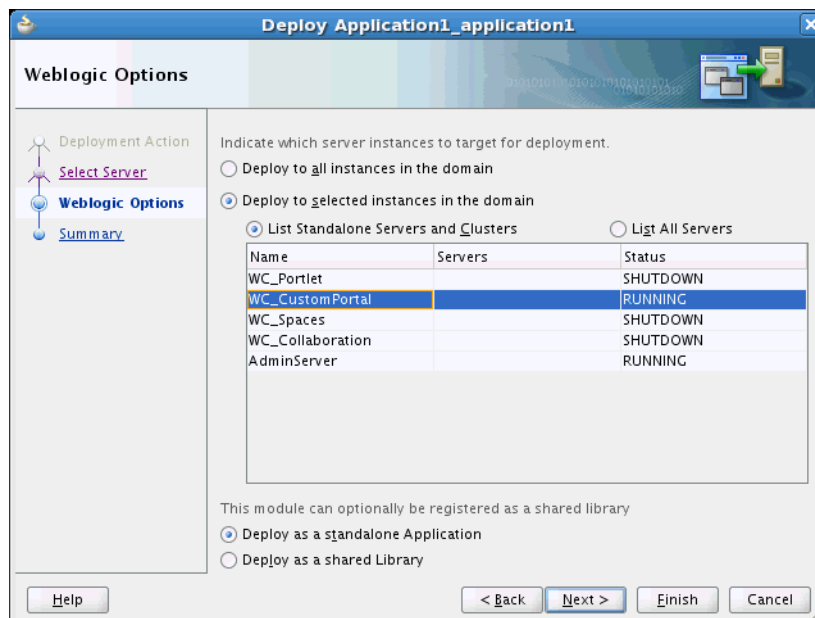 Deploy Application1_application1
Weblogic Options
Deployment Action
Select Server
Weblogic Options
Summary
Indicate which server instances to target for deployment.
Deploy to all instances in the domain
Deploy to selected instances in the domain
List Standalone Servers and Clusters List All Servers
Name Servers Status
WC_Portlet SHUTDOWN
WC_CustomPortal RUNNING
WC_Spaces SHUTDOWN
WC_Collaboration SHUTDOWN
AdminServer RUNNING
This module can optionally be registered as a shared library
Deploy as a standalone Application
Deploy as a shared Library
Help < Back Next > Finish Cancel